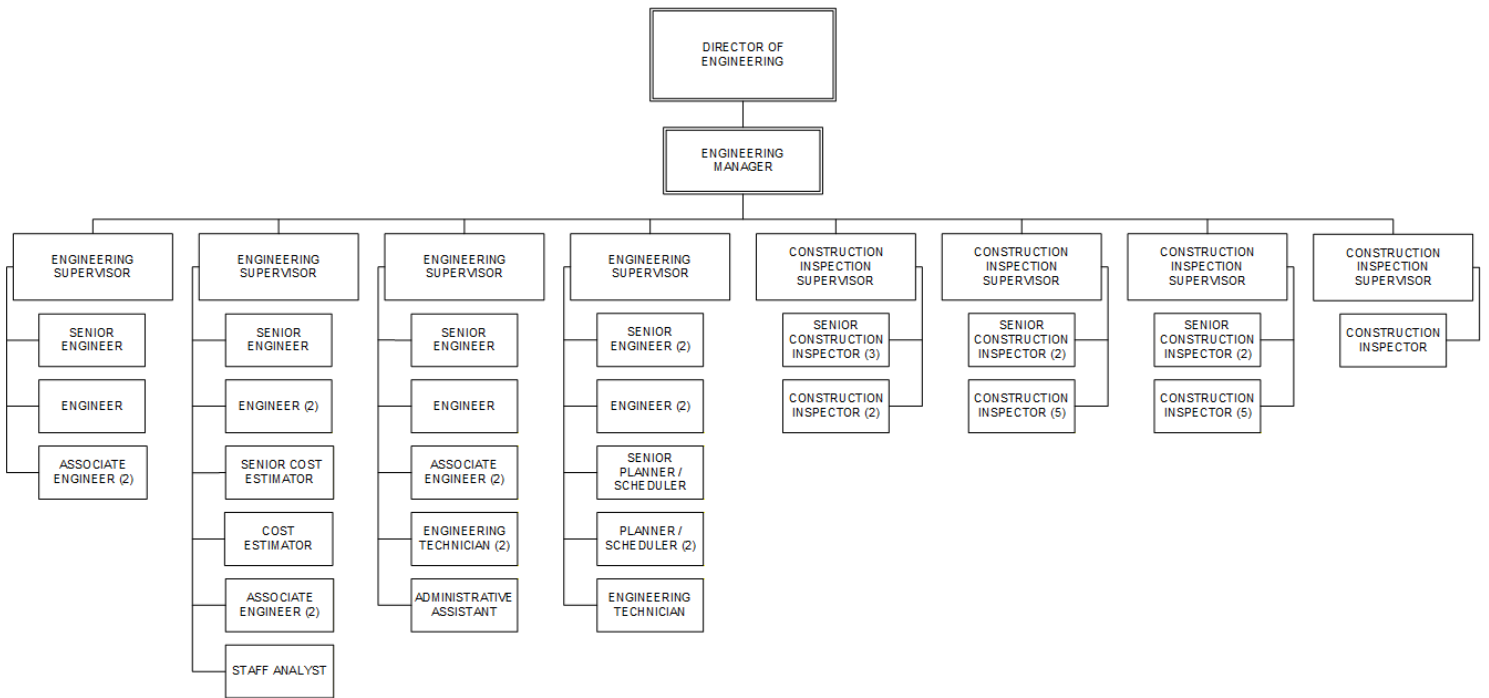 DIRECTOR OF
ENGINEERING
ENGINEERING
MANAGER
ENGINEERING
SUPERVISOR
SENIOR
ENGINEER
ENGINEER
ASSOCIATE
ENGINEER (2)
ENGINEERING
SUPERVISOR
SENIOR
ENGINEER
ENGINEER (2)
SENIOR COST
ESTIMATOR
COST
ESTIMATOR
ASSOCIATE
ENGINEER (2)
STAFF ANALYST
ENGINEERING
SUPERVISOR
SENIOR
ENGINEER
ENGINEER
ASSOCIATE
ENGINEER (2)
ENGINEERING
TECHNICIAN (2)
ADMINISTRATIVE
ASSISTANT
ENGINEERING
SUPERVISOR
SENIOR
ENGINEER (2)
ENGINEER (2)
SENIOR
PLANNER /
SCHEDULER
PLANNER /
SCHEDULER (2)
ENGINEERING
TECHNICIAN
CONSTRUCTION
INSPECTION
SUPERVISOR
SENIOR
CONSTRUCTION
INSPECTOR (3)
CONSTRUCTION
INSPECTOR (2)
CONSTRUCTION
INSPECTION
SUPERVISOR
SENIOR
CONSTRUCTION
INSPECTOR (2)
CONSTRUCTION
INSPECTOR (5)
CONSTRUCTION
INSPECTION
SUPERVISOR
SENIOR
CONSTRUCTION
INSPECTOR (2)
CONSTRUCTION
INSPECTOR (5)
CONSTRUCTION
INSPECTION
SUPERVISOR
CONSTRUCTION
INSPECTOR